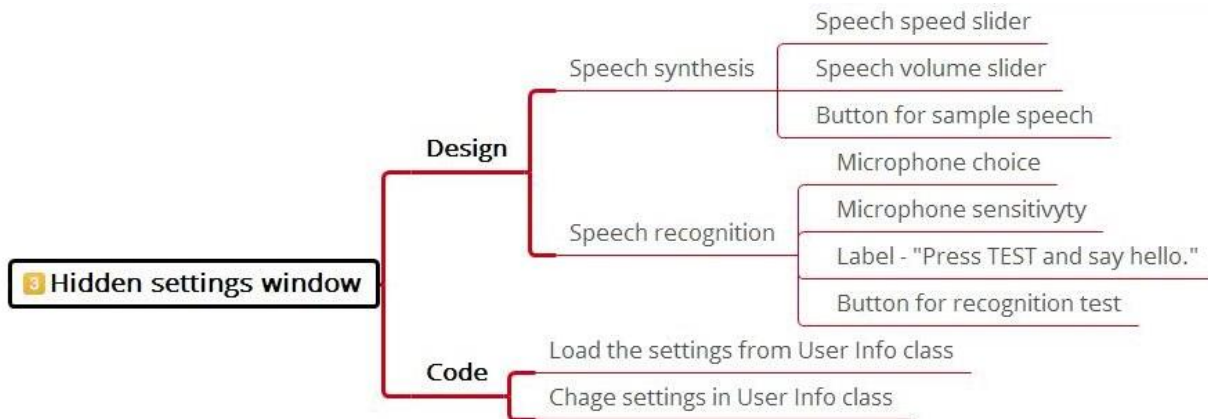 Speech speed slider
Speech synthesis
Speech volume slider
Button for sample speech
Design
Microphone choice
Microphone sensitivyty
Speech recognition
Label - "Press TEST and say hello."
3 Hidden settings window
Button for recognition test
Load the settings from User Info class
Code
Chage settings in User Info class